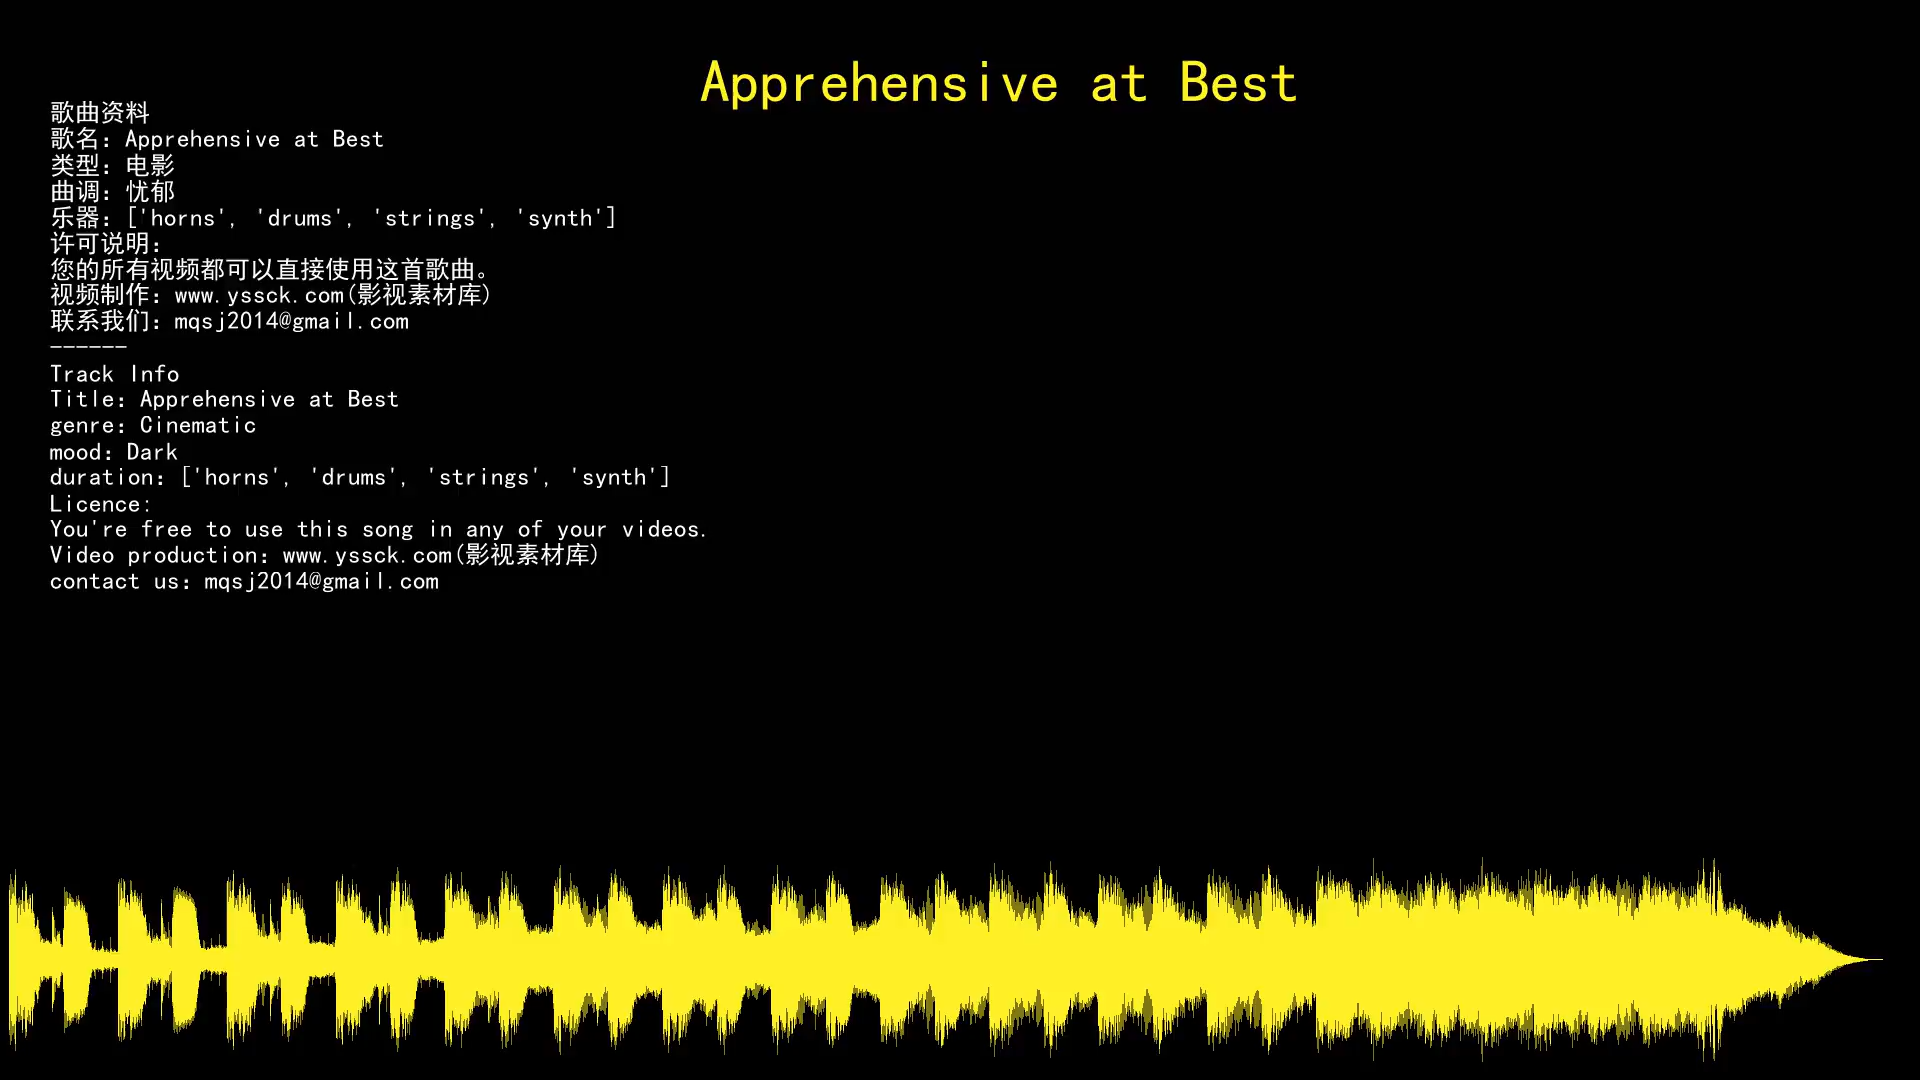 Apprehensive at Best
歌曲资料
歌名：Apprehensive at Best
类型：电影
曲调：忧郁
乐器：['horns', 'drums', 'strings', 'synth']
许可说明：
您的所有视频都可以直接使用这首歌曲。
视频制作：www.yssck.com(影视素材库)
联系我们：mqsj2014@gmail.com
------
Track Info
Title：Apprehensive at Best
genre：Cinematic
mood：Dark
duration：['horns', 'drums', 'strings', 'synth']
Licence:
You're free to use this song in any of your videos.
Video production：www.yssck.com(影视素材库)
contact us：mqsj2014@gmail.com